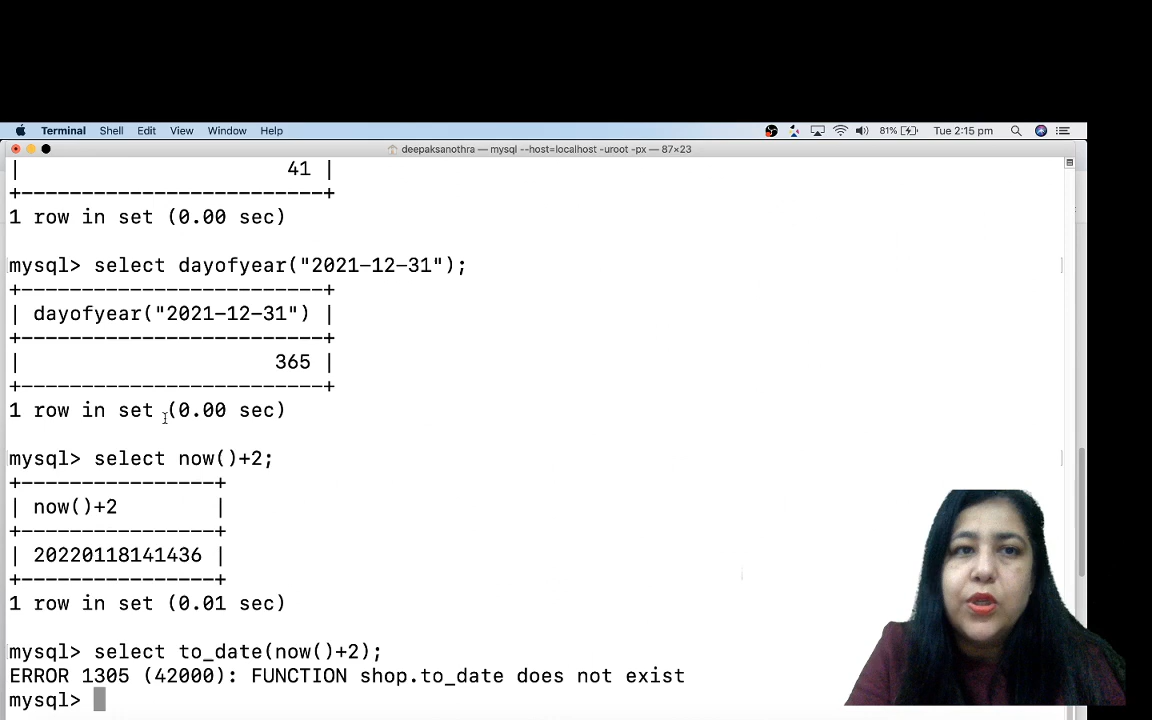 Terminal Shell Edit View Window Help 81% Tue 2:15 pm
deepaksanothra — mysql --host=localhost -uroot -px — 87×23
| 41 |
+------------------------+
1 row in set (0.00 sec)
mysql> select dayofyear("2021-12-31");
+------------------------+
| dayofyear("2021-12-31") |
+------------------------+
| 365 |
+------------------------+
1 row in set (0.00 sec)
mysql> select now()+2;
+---------------+
| now()+2 |
+---------------+
| 20220118141436 |
+---------------+
1 row in set (0.01 sec)
mysql> select to_date(now()+2);
ERROR 1305 (42000): FUNCTION shop.to_date does not exist
mysql>